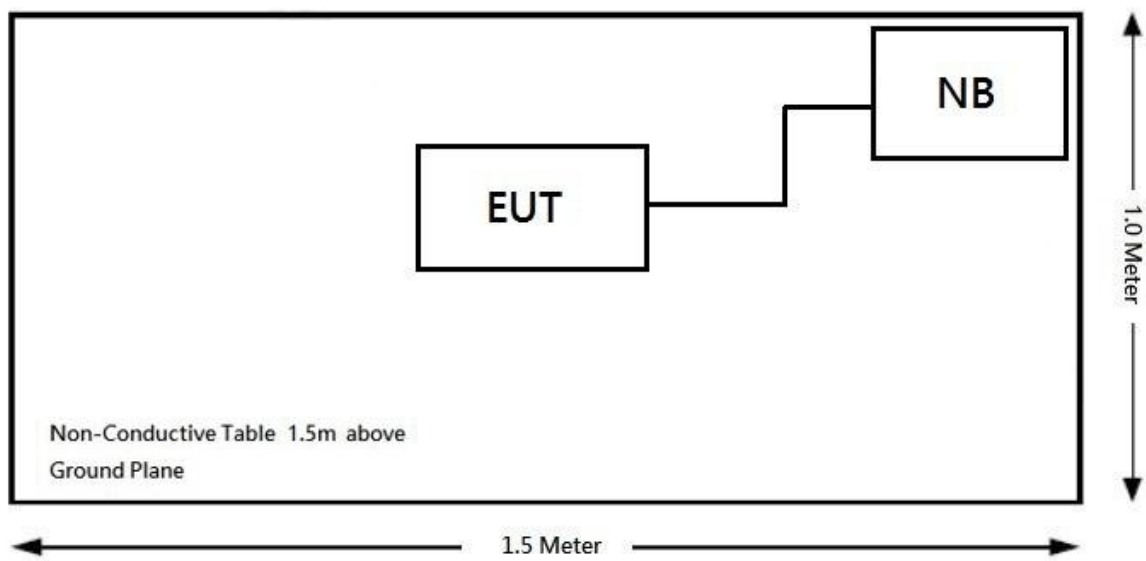 NB
EUT
1.0 Meter
Non-Conductive Table 1.5m above
Ground Plane
1.5 Meter